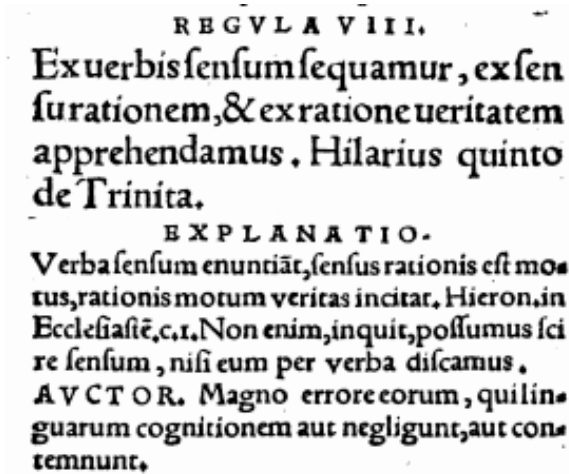 REGVLA VIII.
Ex uerbis ſenſum ſequamur, ex ſen
ſu rationem, & ex ratione ueritatem
apprehendamus. Hilarius quinto
de Trinita.
EXPLANATIO.
Verba ſenſum enuntiāt, ſenſus rationis eſt mo-
tus, rationis motum veritas incitat. Hieron. in
Eccleſiaſtē. c.1. Non enim, inquit, poſſumus ſci
re ſenſum, niſi eum per verba diſcamus.
AVCTOR. Magno errore eorum, qui lin-
guarum cognitionem aut negligunt, aut con-
temnunt.